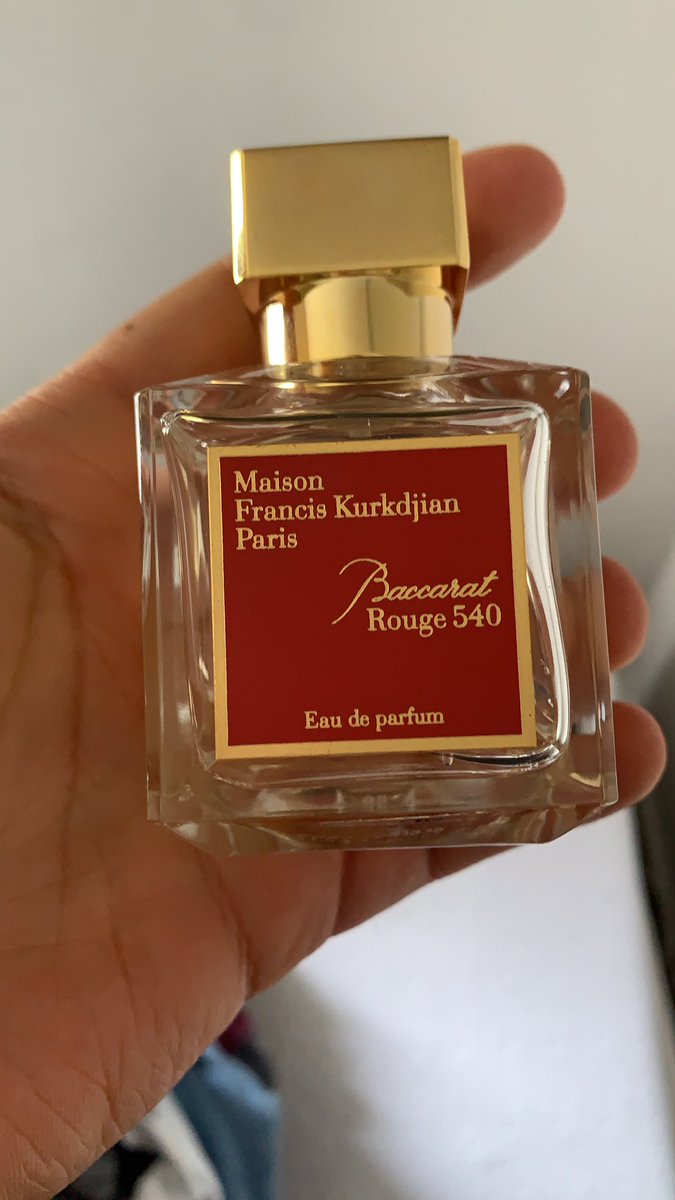 Maison
Francis Kurkdjian
Paris
Baccarat
Rouge 540
Eau de parfum